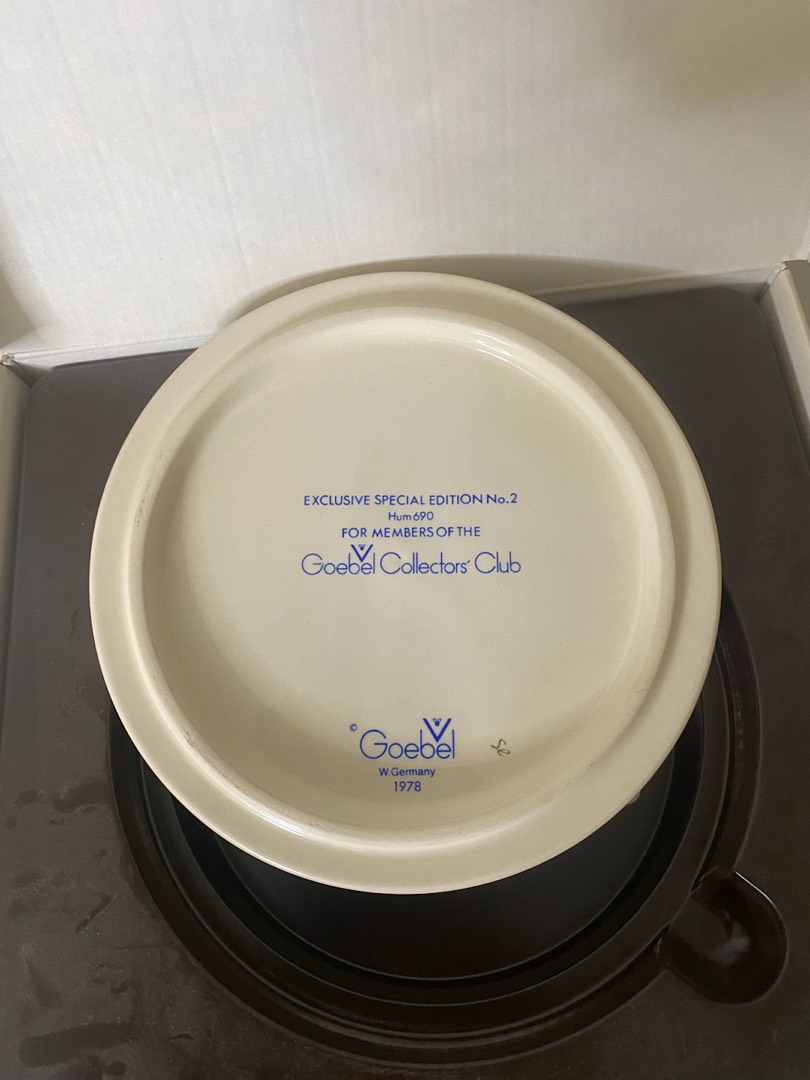 EXCLUSIVE SPECIAL EDITION No.2
Hum 690
FOR MEMBERS OF THE
Goebel Collectors' Club
© Goebel
W. Germany
1978